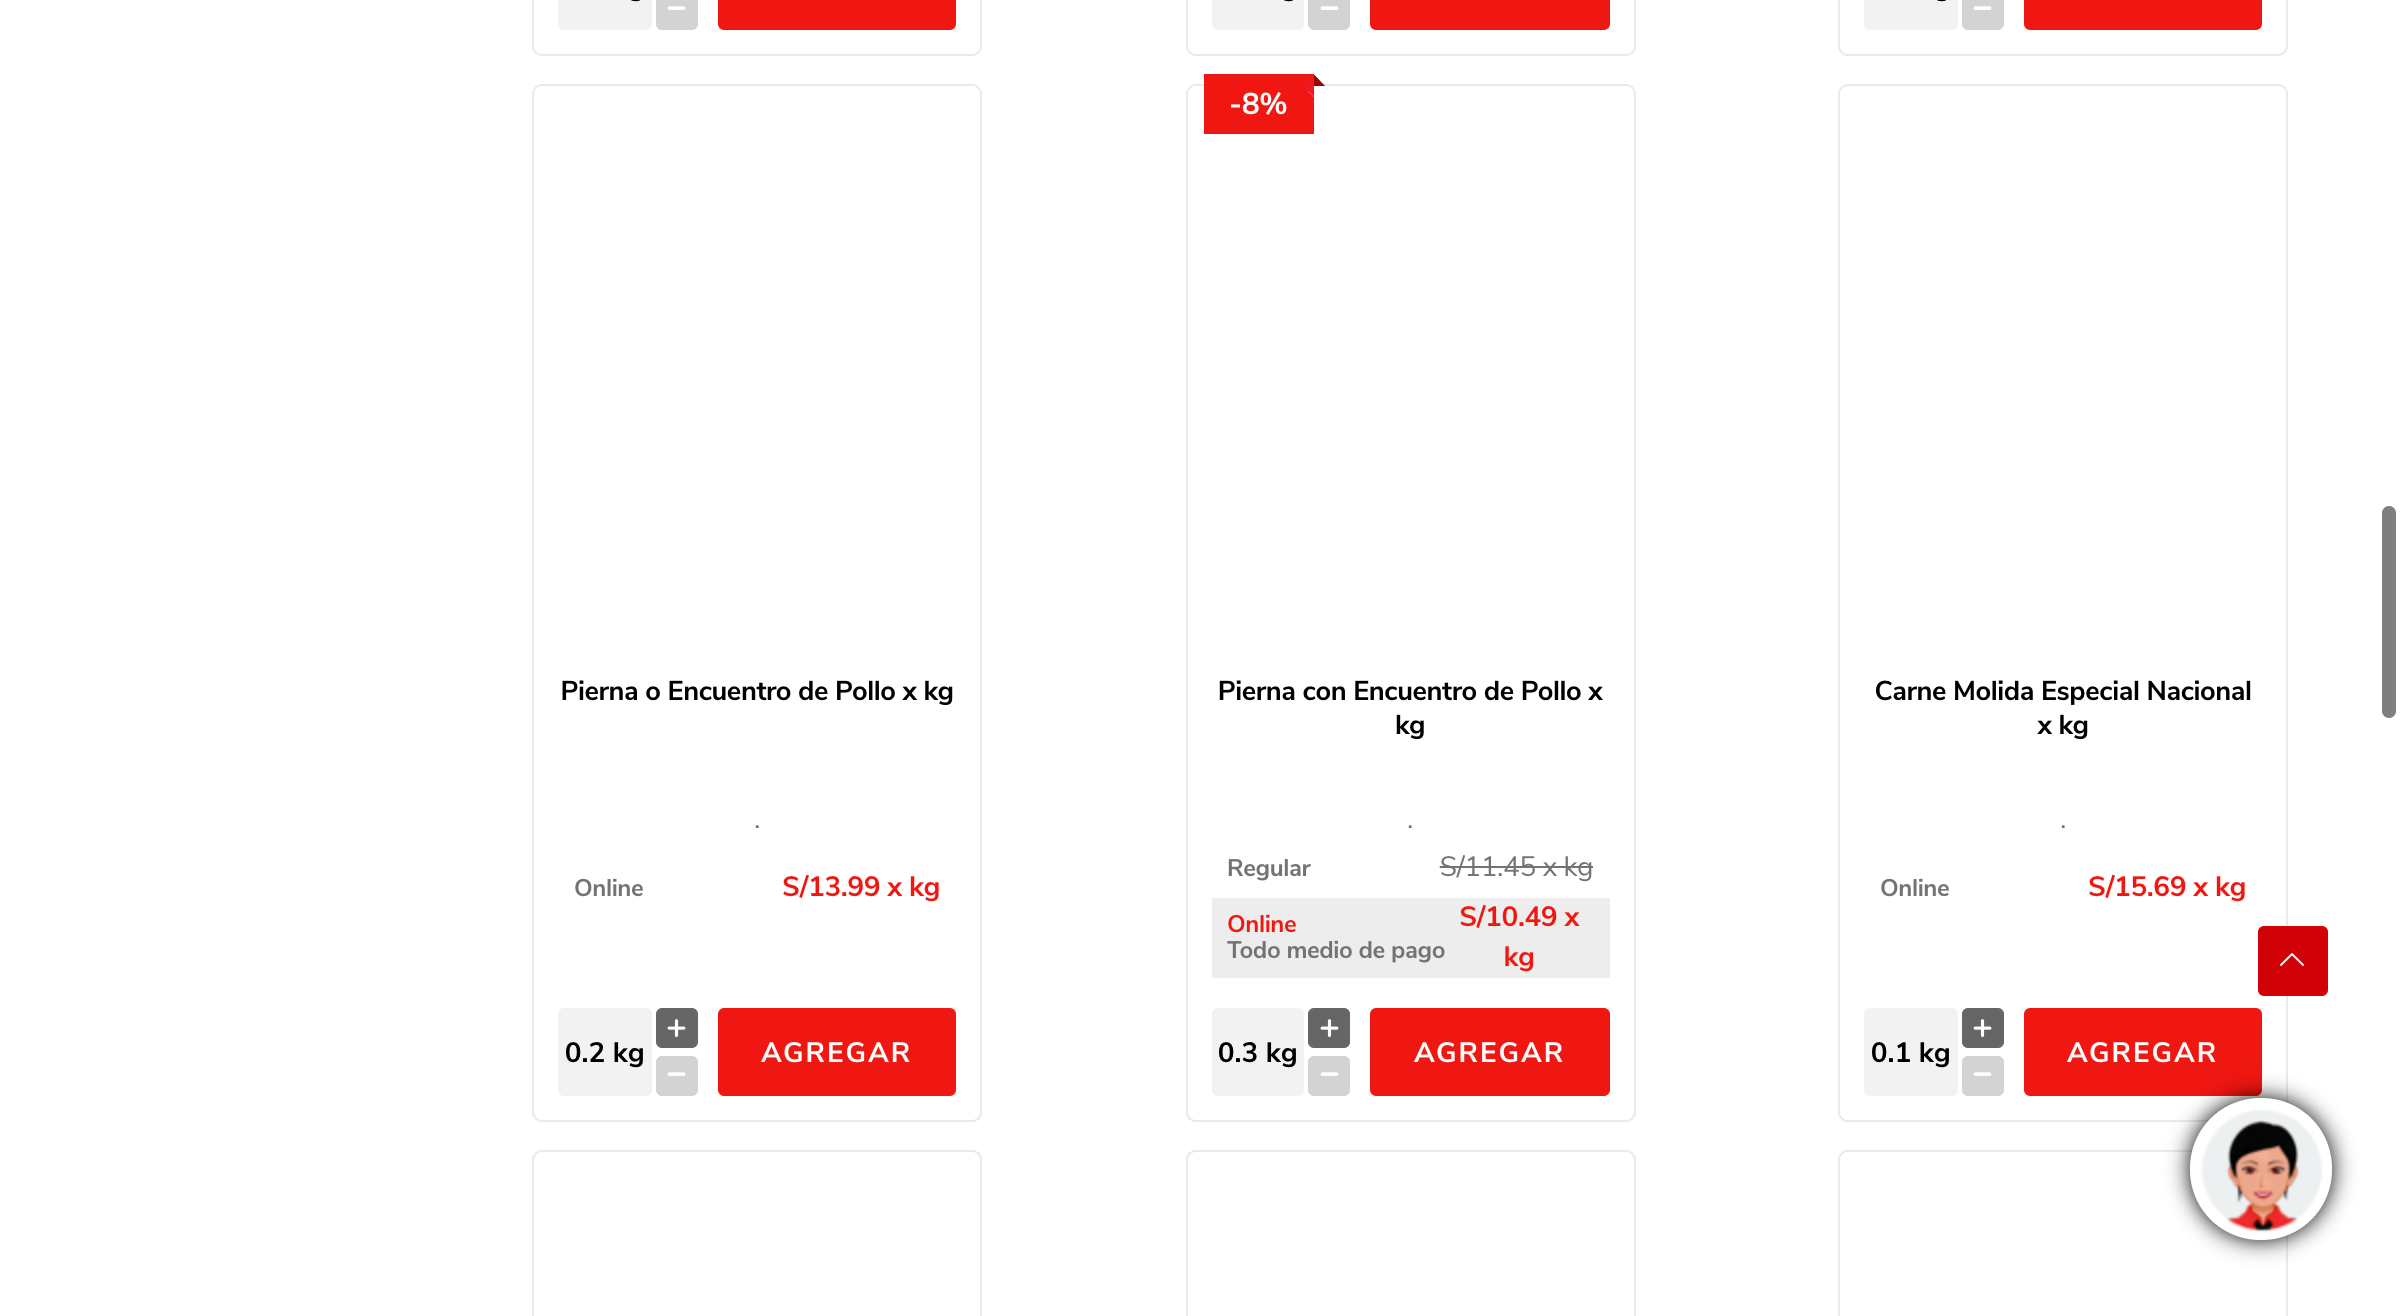 -8%
Pierna o Encuentro de Pollo x kg
.
Online
S/13.99 x kg
0.2 kg
+
−
AGREGAR
Pierna con Encuentro de Pollo x
kg
.
Regular
S/11.45 x kg
Online
Todo medio de pago
S/10.49 x
kg
0.3 kg
+
−
AGREGAR
Carne Molida Especial Nacional
x kg
.
Online
S/15.69 x kg
0.1 kg
+
−
AGREGAR